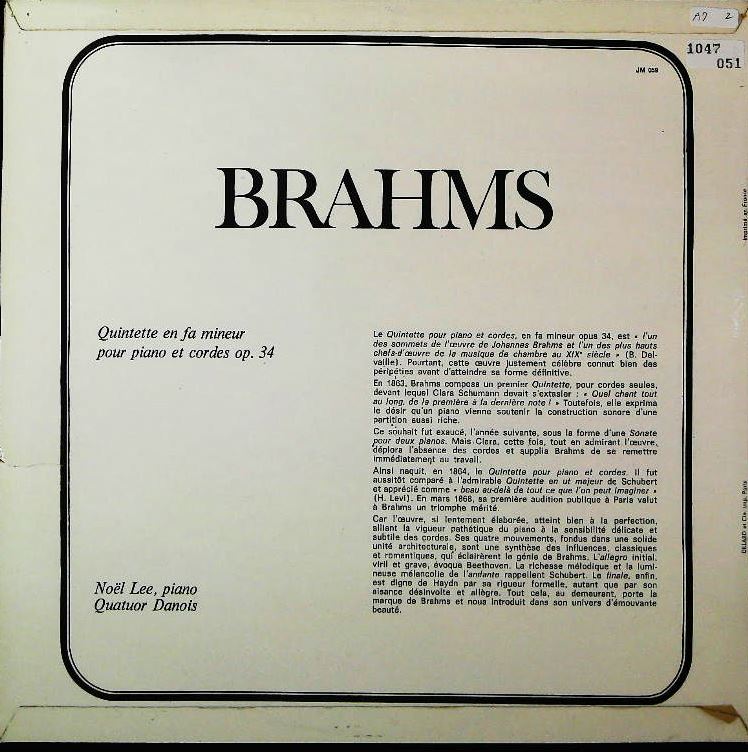 A7 2
1047
051
JM 059
BRAHMS
Quintette en fa mineur
pour piano et cordes op. 34
Le Quintette pour piano et cordes, en fa mineur opus 34, est « l'un
des sommets de l'œuvre de Johannes Brahms et l'un des plus hauts
chefs-d'œuvre de la musique de chambre au XIXe siècle » (B. Del-
vaille). Pourtant, cette œuvre justement célèbre connut bien des
péripéties avant d'atteindre sa forme définitive.
En 1863, Brahms composa un premier Quintette, pour cordes seules,
devant lequel Clara Schumann devait s'extasier : « Quel chant tout
au long, de la première à la dernière note ! » Toutefois, elle exprima
le désir qu'un piano vienne soutenir la construction sonore d'une
partition aussi riche.
Ce souhait fut exaucé, l'année suivante, sous la forme d'une Sonate
pour deux pianos. Mais Clara, cette fois, tout en admirant l'œuvre,
déplora l'absence des cordes et supplia Brahms de se remettre
immédiatement au travail.
Ainsi naquit, en 1864, le Quintette pour piano et cordes. Il fut
aussitôt comparé à l'admirable Quintette en ut majeur de Schubert
et apprécié comme « beau au-delà de tout ce que l'on peut imaginer »
(H. Levi). En mars 1868, sa première audition publique à Paris valut
à Brahms un triomphe mérité.
Car l'œuvre, si lentement élaborée, atteint bien à la perfection,
alliant la vigueur pathétique du piano à la sensibilité délicate et
subtile des cordes. Ses quatre mouvements, fondus dans une solide
unité architecturale, sont une synthèse des influences, classiques
et romantiques, qui éclairèrent le génie de Brahms. L'allegro initial,
viril et grave, évoque Beethoven. La richesse mélodique et la lumi-
neuse mélancolie de l'andante rappellent Schubert. Le finale, enfin,
est digne de Haydn par sa rigueur formelle, autant que par son
aisance désinvolte et allègre. Tout cela, au demeurant, porte la
marque de Brahms et nous introduit dans son univers d'émouvante
beauté.
Noël Lee, piano
Quatuor Danois
Imprimé en France
DILLARD et Cie imp. Paris